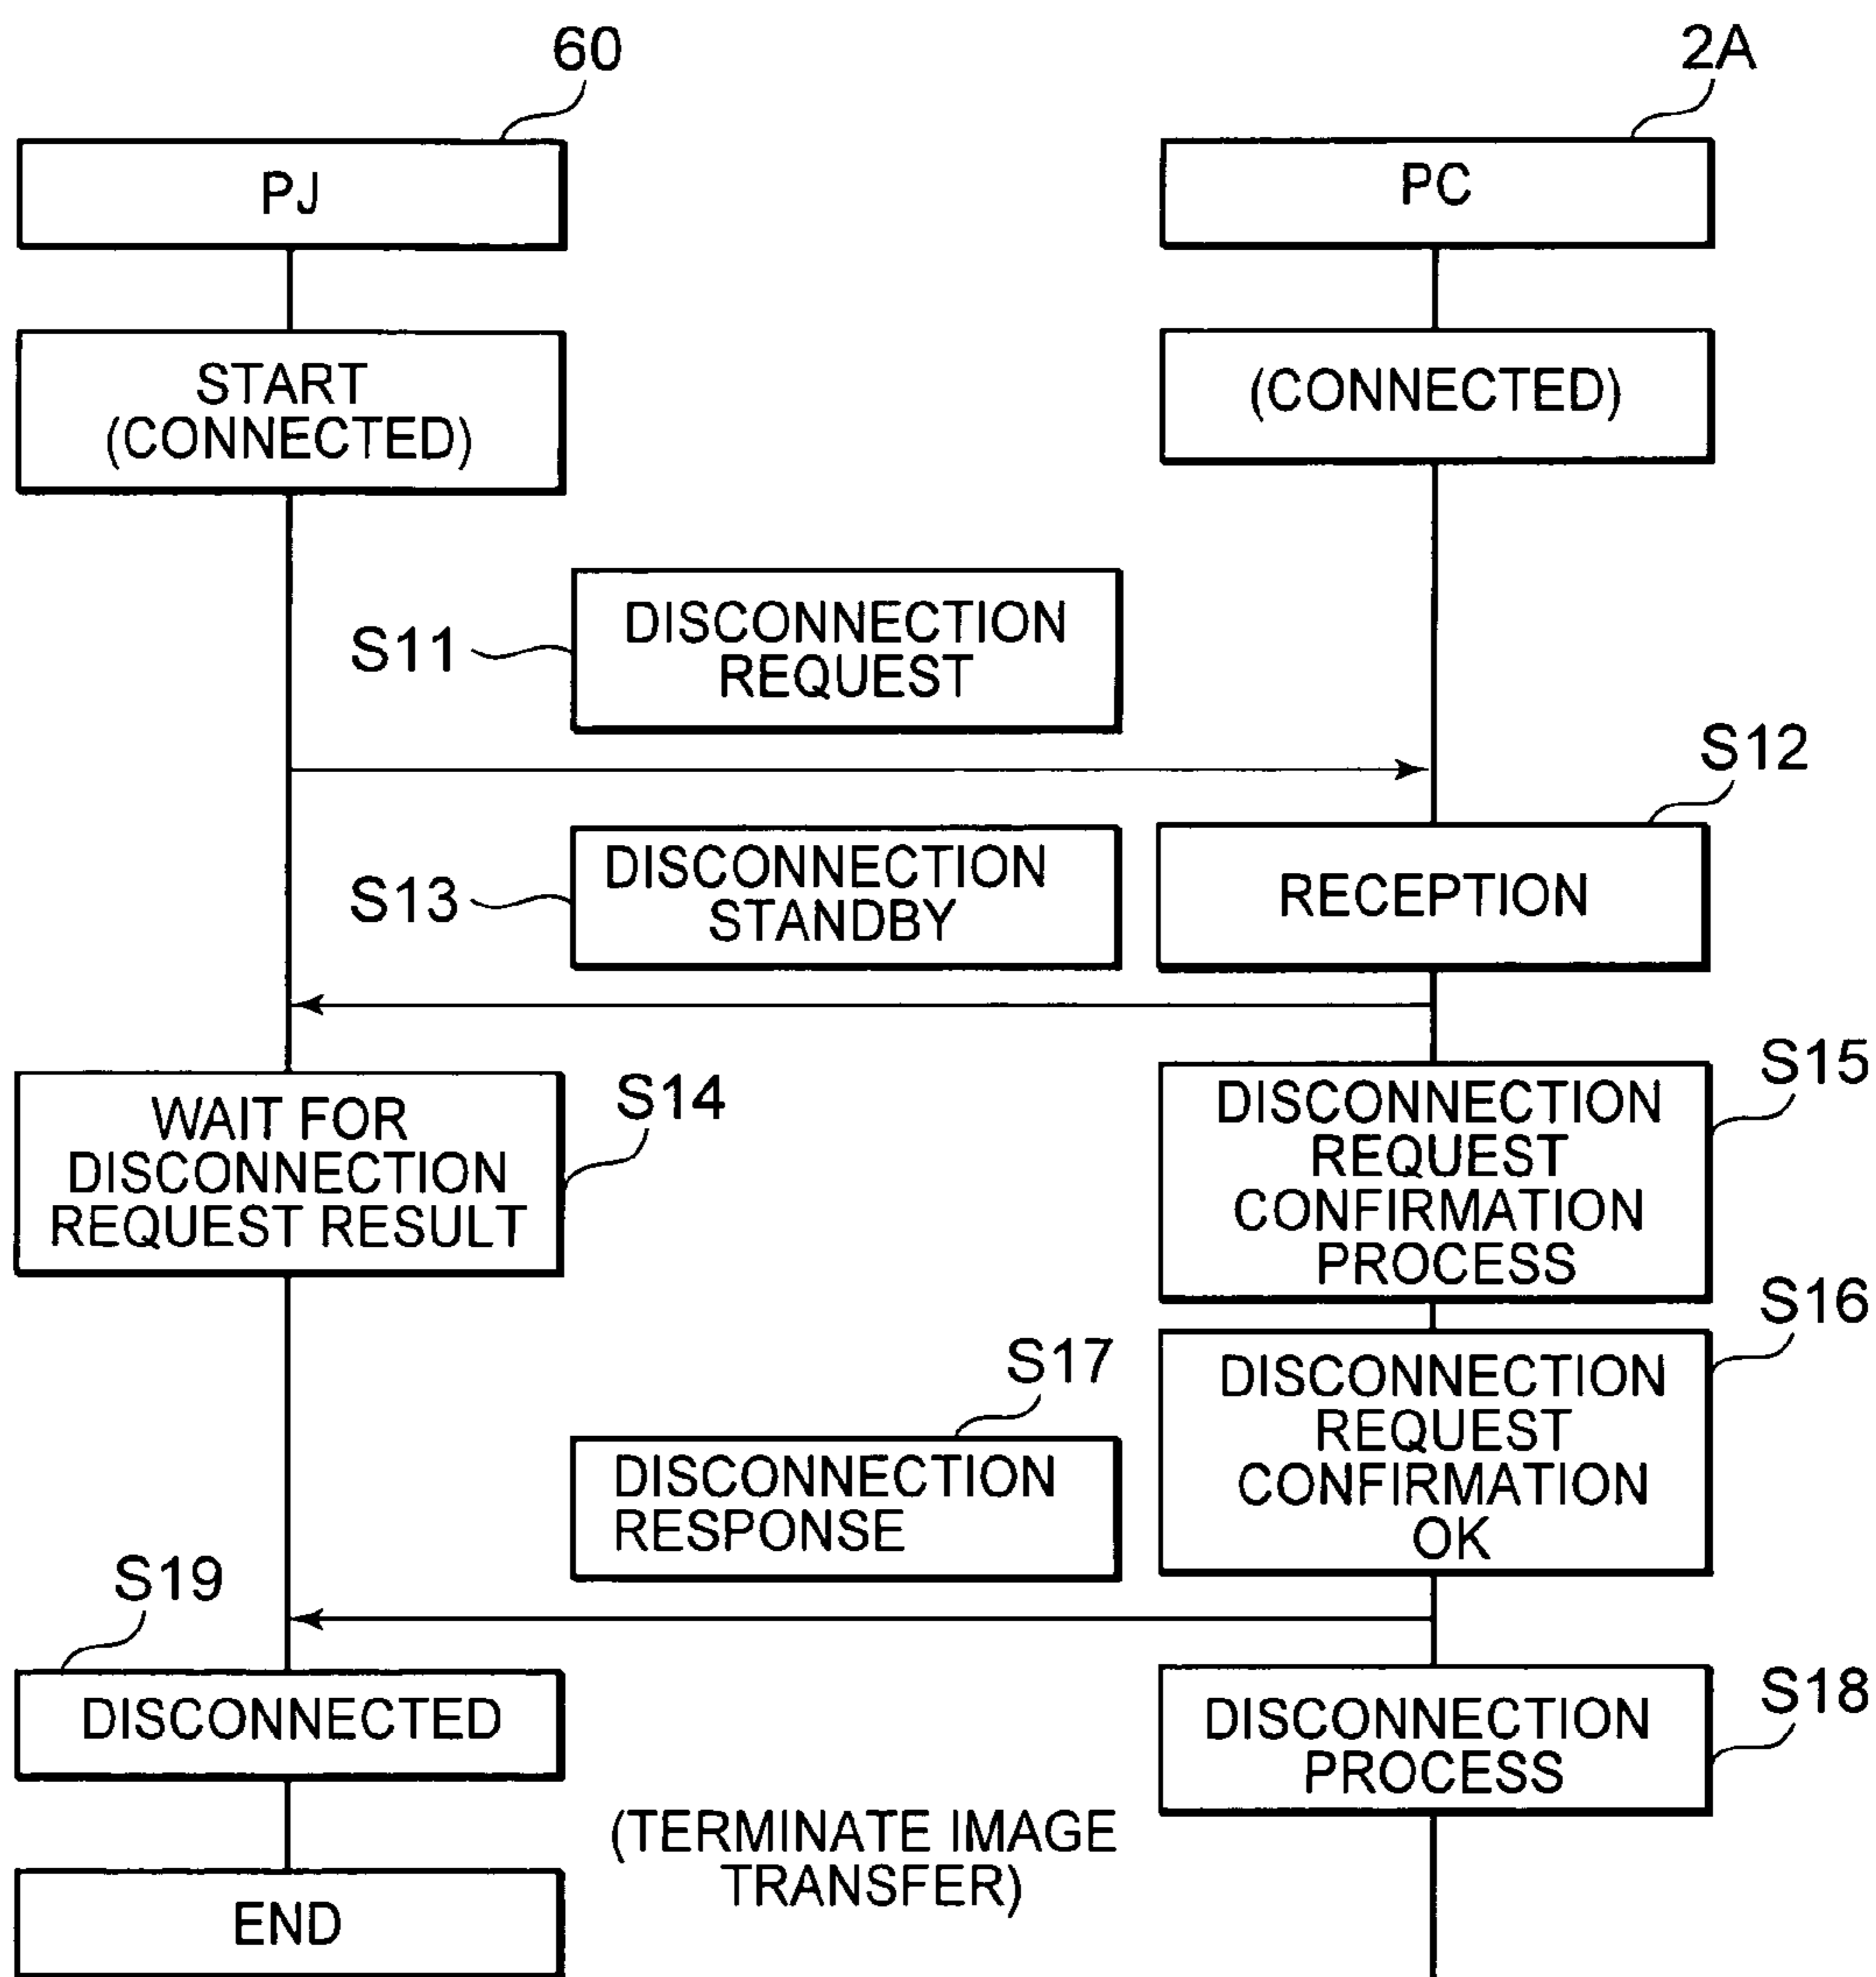 60
2A
PJ
PC
START
(CONNECTED)
(CONNECTED)
S11
DISCONNECTION
REQUEST
S12
S13
DISCONNECTION
STANDBY
RECEPTION
S14
WAIT FOR
DISCONNECTION
REQUEST RESULT
S15
DISCONNECTION
REQUEST
CONFIRMATION
PROCESS
S16
DISCONNECTION
REQUEST
CONFIRMATION
OK
S17
DISCONNECTION
RESPONSE
S19
DISCONNECTED
S18
DISCONNECTION
PROCESS
(TERMINATE IMAGE
TRANSFER)
END